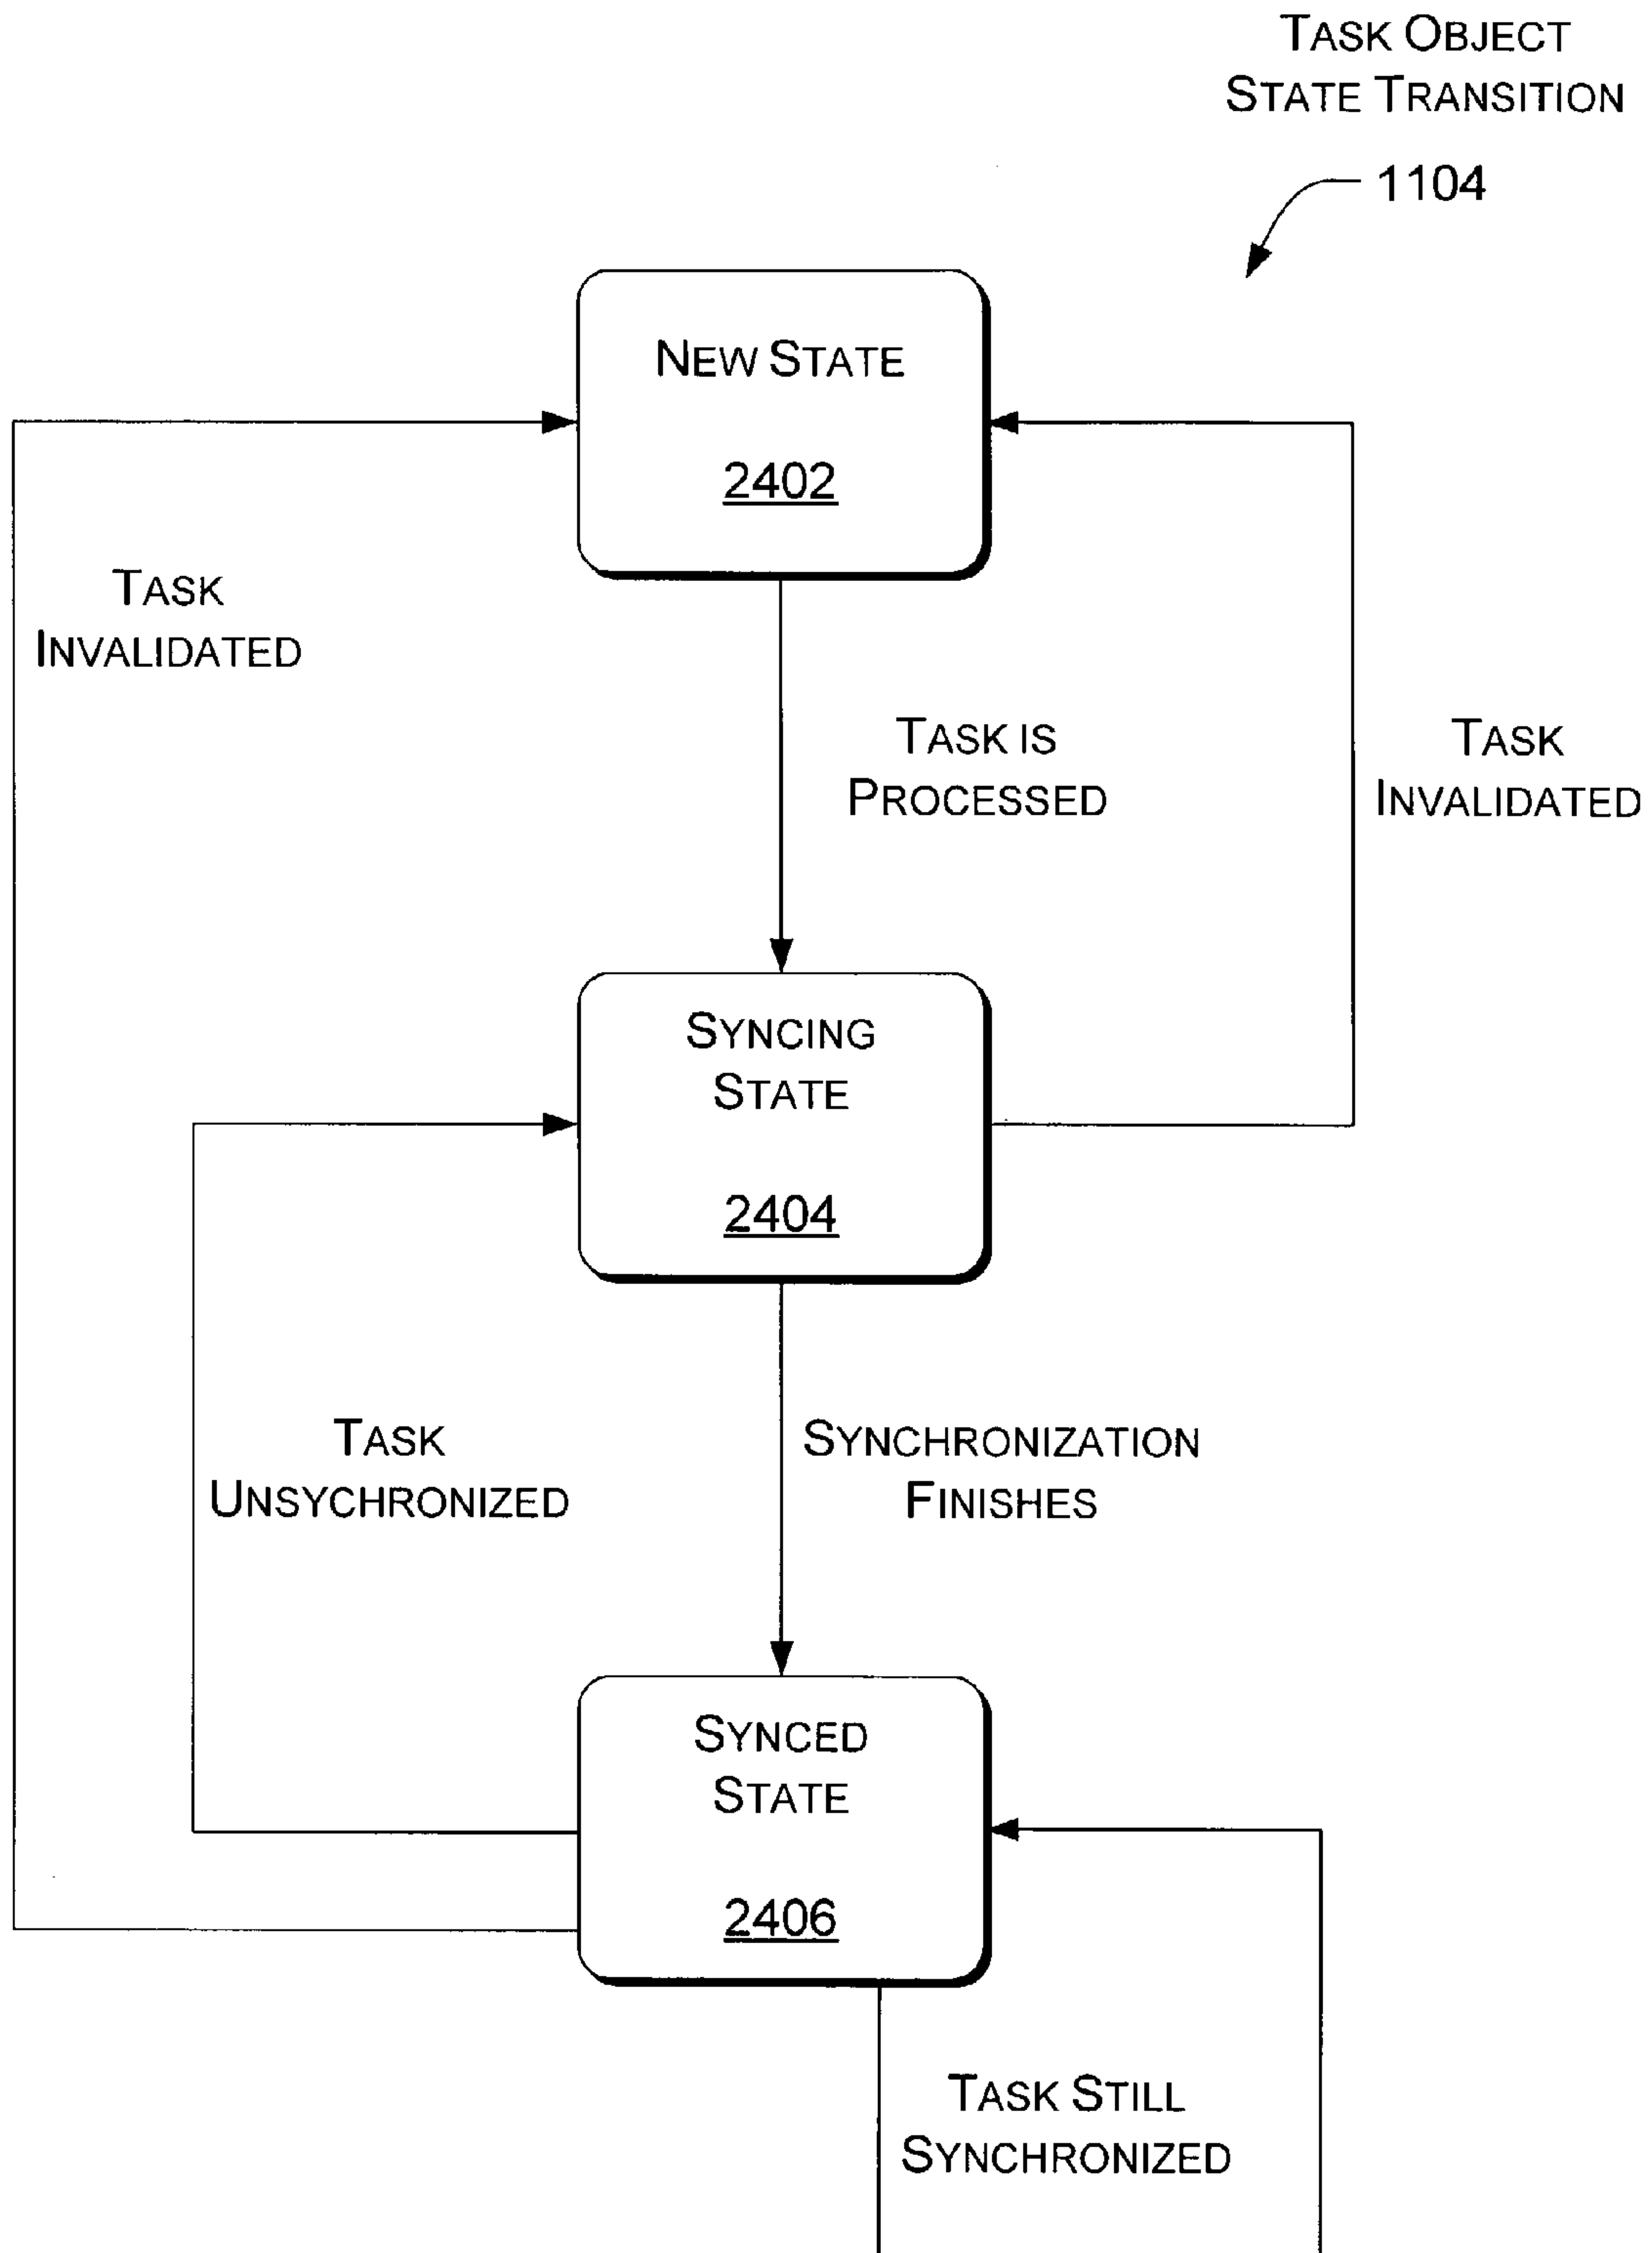 TASK OBJECT
STATE TRANSITION
1104
NEW STATE
2402
TASK
INVALIDATED
TASK IS
PROCESSED
TASK
INVALIDATED
SYNCING
STATE
2404
TASK
UNSYCHRONIZED
SYNCHRONIZATION
FINISHES
SYNCED
STATE
2406
TASK STILL
SYNCHRONIZED